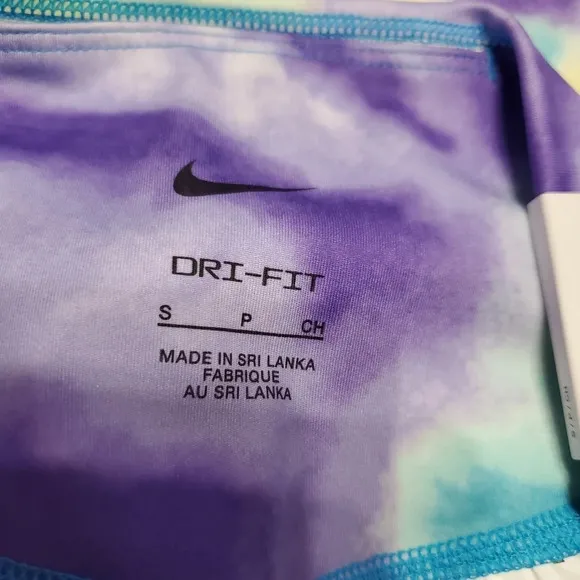 DRI-FIT
S P CH
MADE IN SRI LANKA
FABRIQUE
AU SRI LANKA